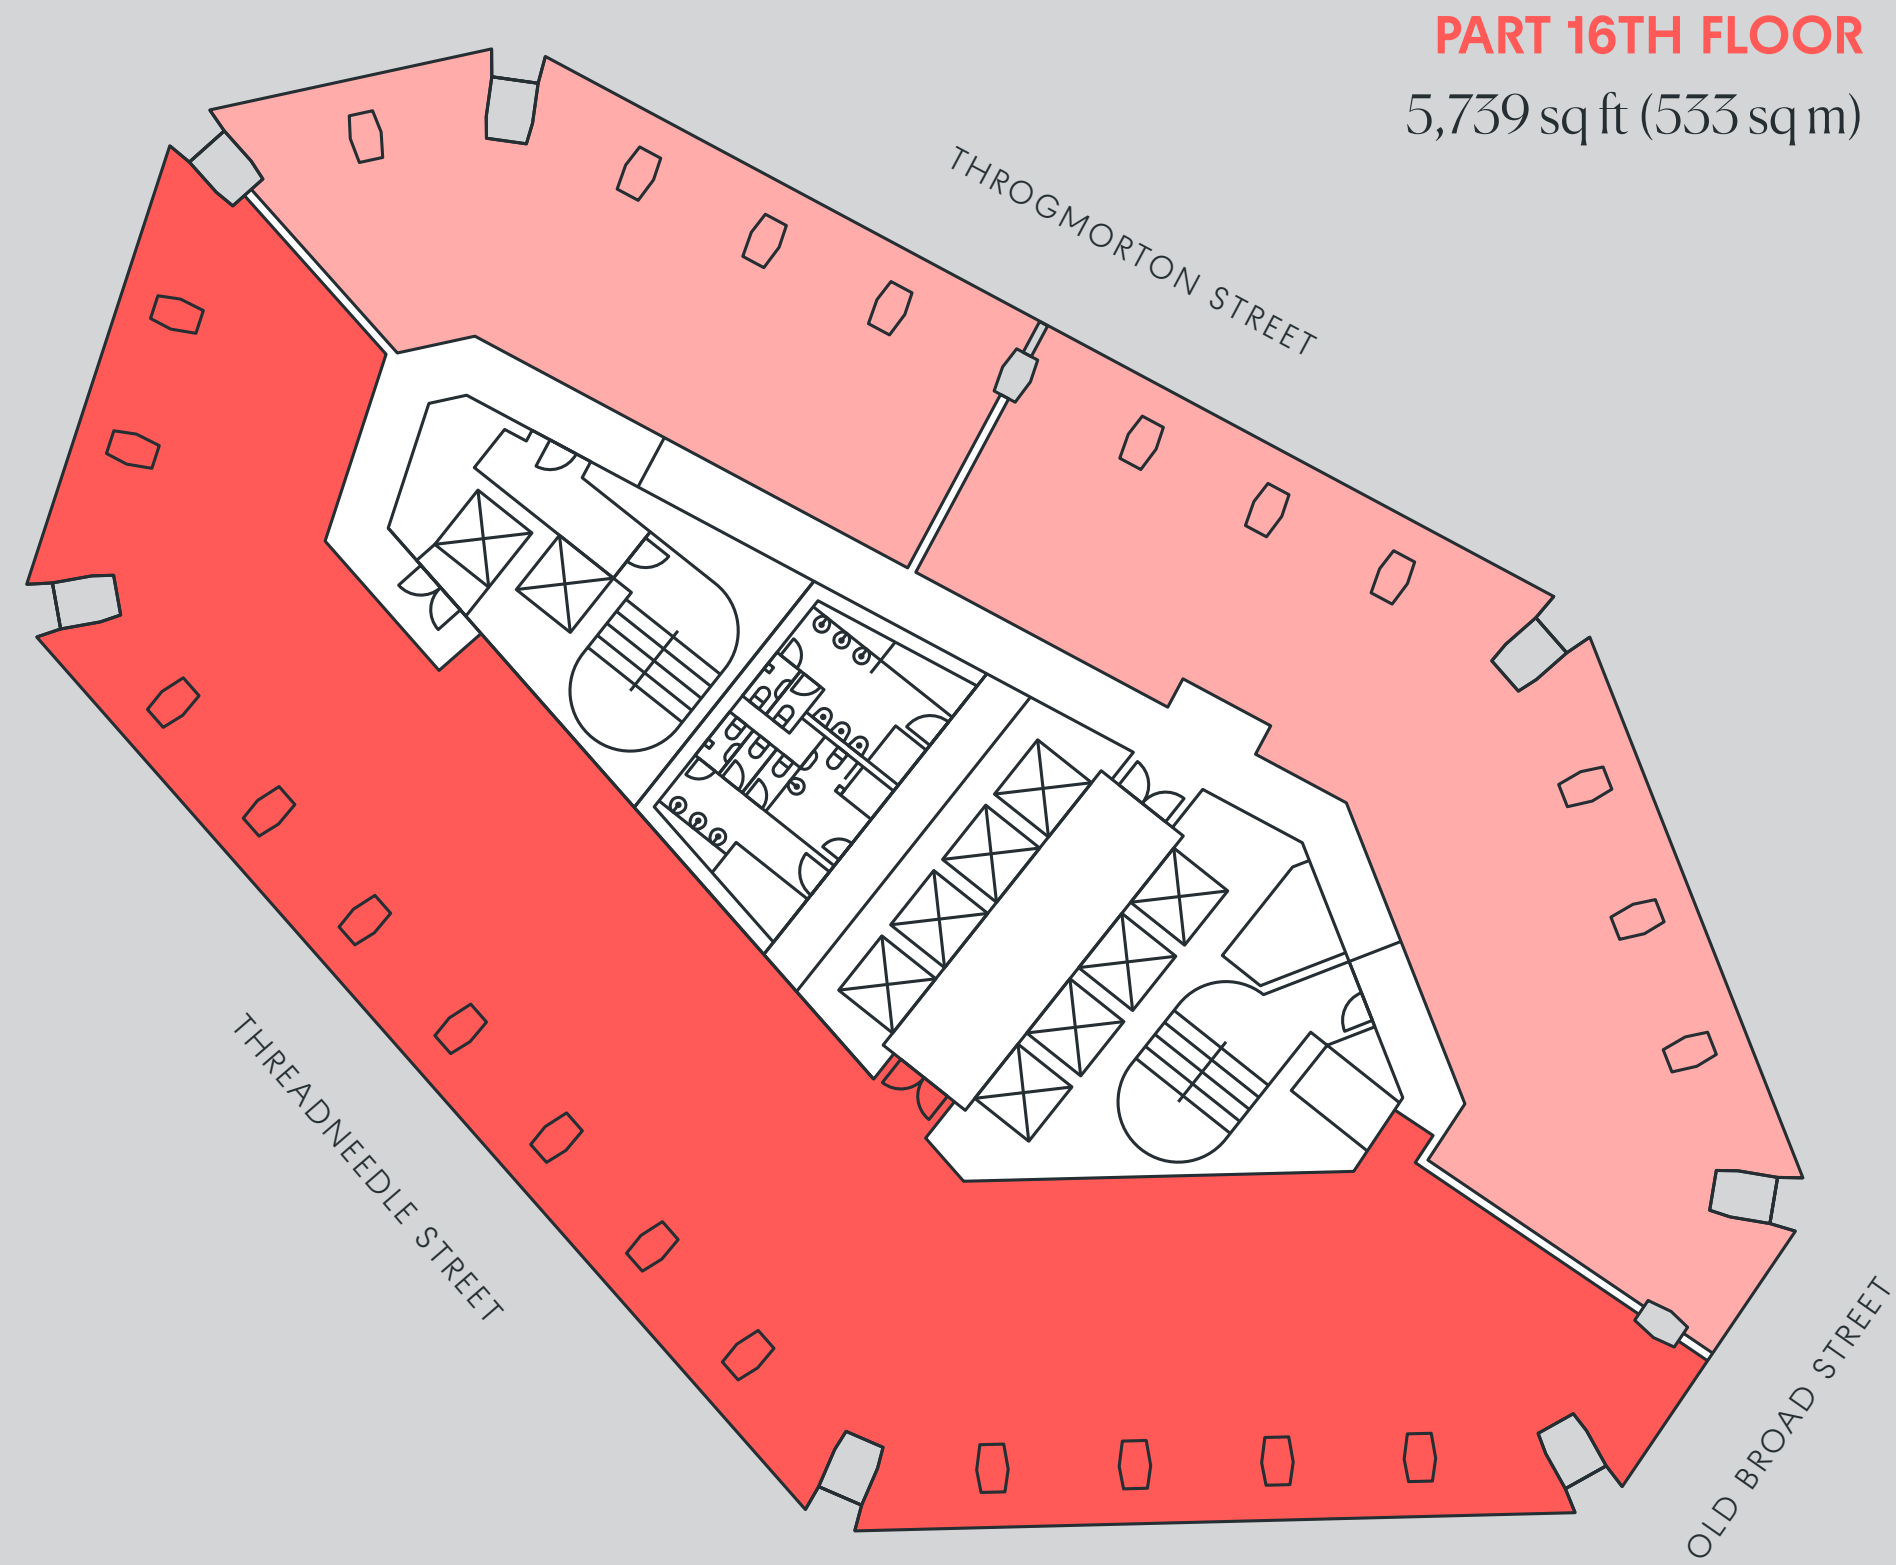 PART 16TH FLOOR
5,739 sq ft (533 sq m)
THROGMORTON STREET
THREADNEEDLE STREET
OLD BROAD STREET